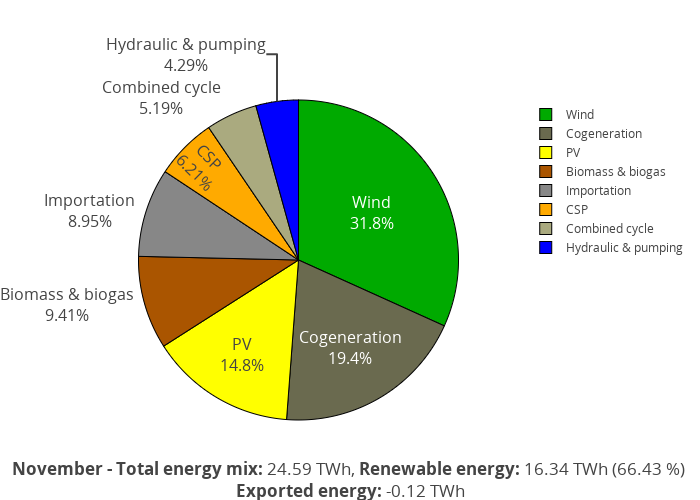 Hydraulic & pumping
4.29%
Combined cycle
5.19%
CSP
6.21%
Importation
8.95%
Biomass & biogas
9.41%
PV
14.8%
Cogeneration
19.4%
Wind
31.8%
Wind
Cogeneration
PV
Biomass & biogas
Importation
CSP
Combined cycle
Hydraulic & pumping
November - Total energy mix: 24.59 TWh, Renewable energy: 16.34 TWh (66.43 %)
Exported energy: -0.12 TWh